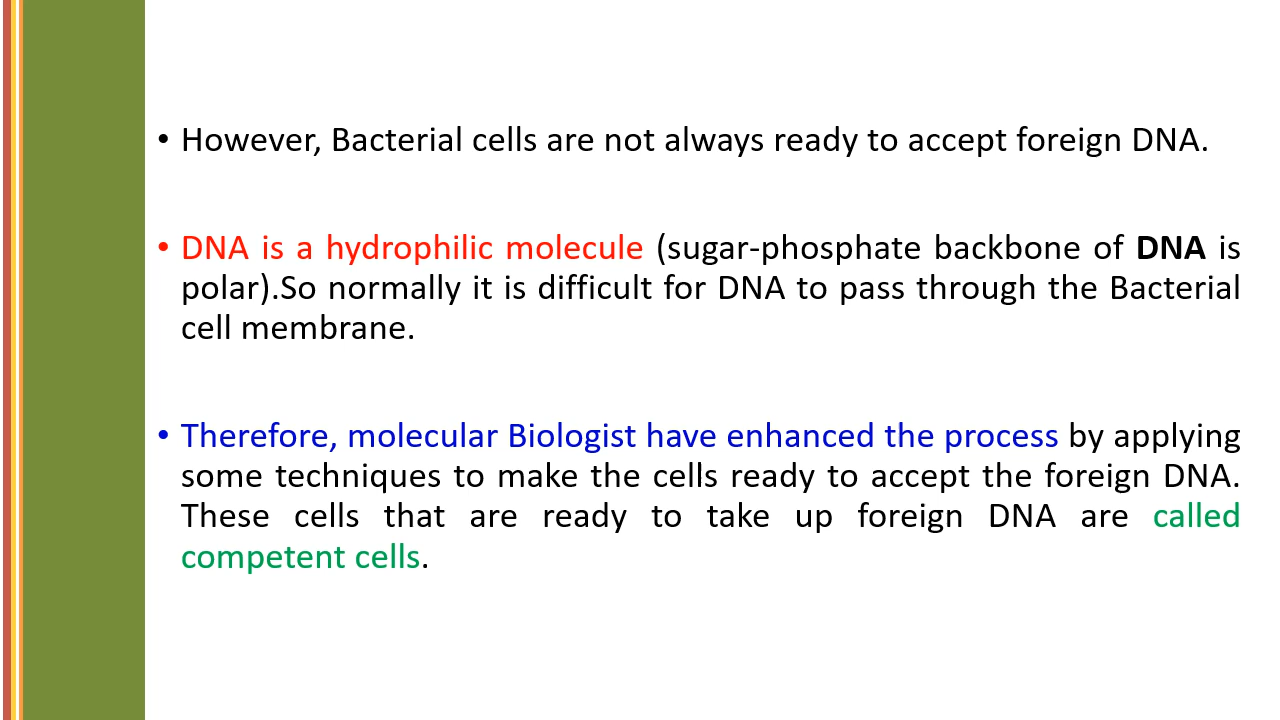 • However, Bacterial cells are not always ready to accept foreign DNA.
• DNA is a hydrophilic molecule (sugar-phosphate backbone of DNA is
polar).So normally it is difficult for DNA to pass through the Bacterial
cell membrane.
• Therefore, molecular Biologist have enhanced the process by applying
some techniques to make the cells ready to accept the foreign DNA.
These cells that are ready to take up foreign DNA are called
competent cells.